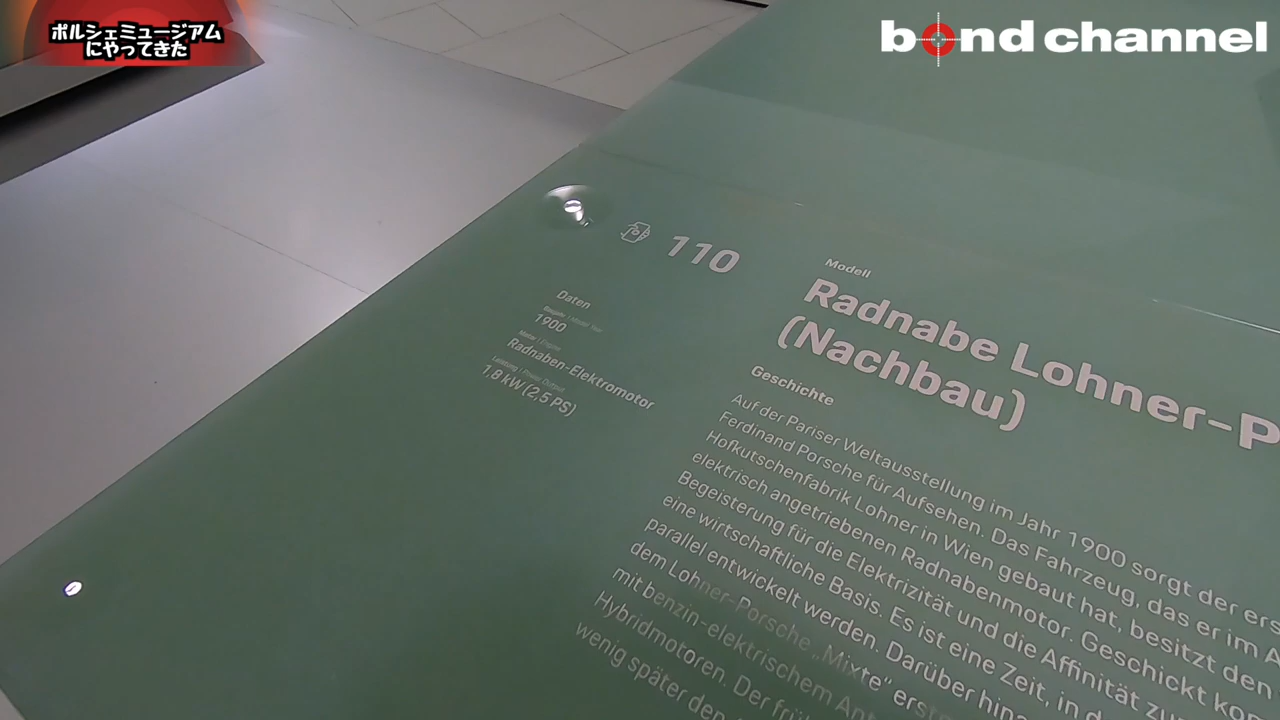 ポルシェミュージアム
にやってきた
bond channel
110
Daten
1900
Radnaben-Elektromotor
1,8 kW (2,5 PS)
Modell
Radnabe Lohner-P
(Nachbau)
Geschichte
Auf der Pariser Weltausstellung im Jahr 1900 sorgt der ers
Ferdinand Porsche für Aufsehen. Das Fahrzeug, das er im A
Hofkutschenfabrik Lohner in Wien gebaut hat, besitzt den
elektrisch angetriebenen Radnabenmotor. Geschickt kom
Begeisterung für die Elektrizität und die Affinität zu
eine wirtschaftliche Basis. Es ist eine Zeit, in d
parallel entwickelt werden. Darüber hina
dem Lohner-Porsche „Mixte“ erst
mit benzin-elektrischem Ant
Hybridmotoren. Der frü
wenig später den